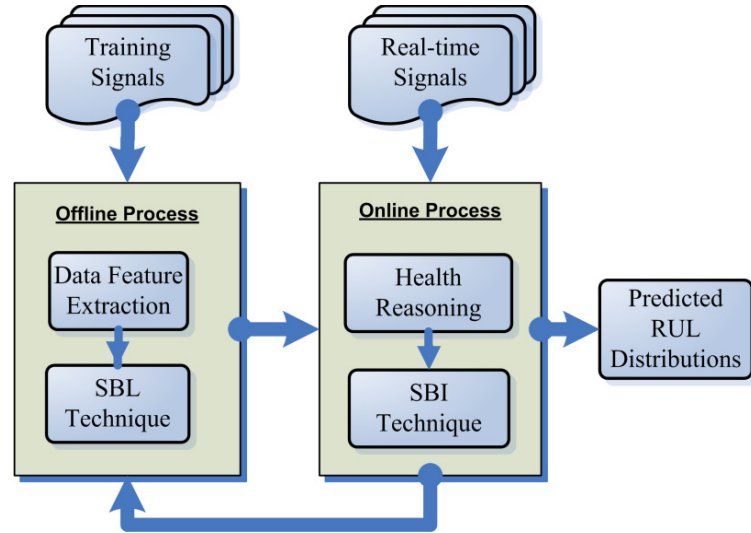 Training
Signals
Real-time
Signals
Offline Process
Data Feature
Extraction
SBL
Technique
Online Process
Health
Reasoning
SBI
Technique
Predicted
RUL
Distributions